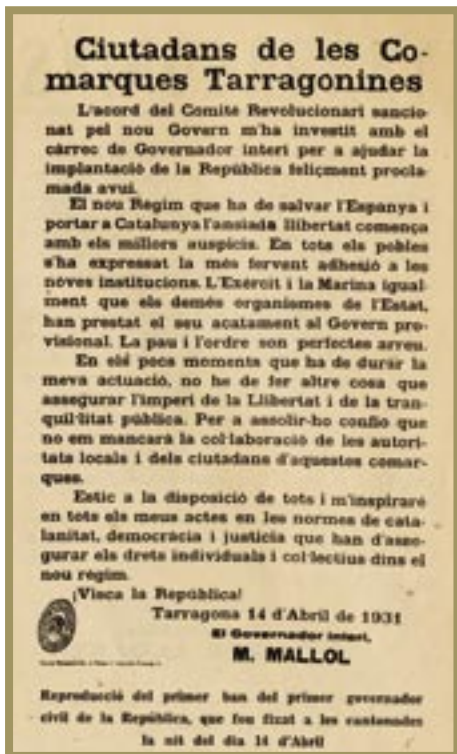 Ciutadans de les Co-
marques Tarragonines
L'acord del Comité Revolucionari sancio-
nat pel nou Govern m'ha investit amb el
càrrec de Governador interí per a ajudar la
implantació de la República feliçment procla-
mada avui.
El nou Règim que ha de salvar l'Espanya i
portar a Catalunya l'ansiada llibertat comença
amb els millors auspicis. En tots els pobles
s'ha expressat la més fervent adhesió a les
nóves institucions. L'Exércit i la Marina igual-
ment que els demés organismes de l'Estat,
han prestat el seu acatament al Govern pro-
visional. La pau i l'ordre son perfectes arreu.
En els pocs moments que ha de durar la
meva actuació, no he de fer altre cosa que
assegurar l'imperi de la Llibertat i de la tran-
quil·litat pública. Per a assolir-ho confio que
no em mancarà la col·laboració de les autori-
tats locals i dels ciutadans d'aquestes comar-
ques.
Estic a la disposició de tots i m'inspiraré
en tots els meus actes en les normes de cata-
lanitat, democràcia i justicia que han d'asse-
gurar els drets individuals i col·lectius dins el
nou régim.
¡Visca la República!
Tarragona 14 d'Abril de 1931
El Governador interí,
M. MALLOL
Reproducció del primer ban del primer governador
civil de la República, que fou fixat a les cantonades
la nit del dia 14 d'Abril